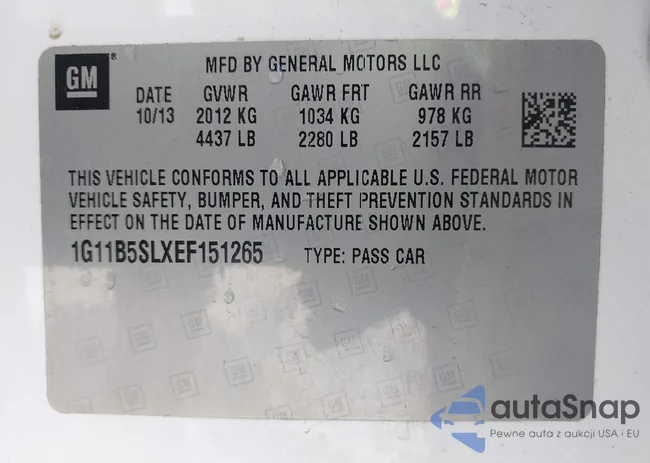 GM
MFD BY GENERAL MOTORS LLC
DATE GVWR GAWR FRT GAWR RR
10/13 2012 KG 1034 KG 978 KG
4437 LB 2280 LB 2157 LB
THIS VEHICLE CONFORMS TO ALL APPLICABLE U.S. FEDERAL MOTOR
VEHICLE SAFETY, BUMPER, AND THEFT PREVENTION STANDARDS IN
EFFECT ON THE DATE OF MANUFACTURE SHOWN ABOVE.
1G11B5SLXEF151265 TYPE: PASS CAR
autaSnap
Pewne auta z aukcji USA i EU